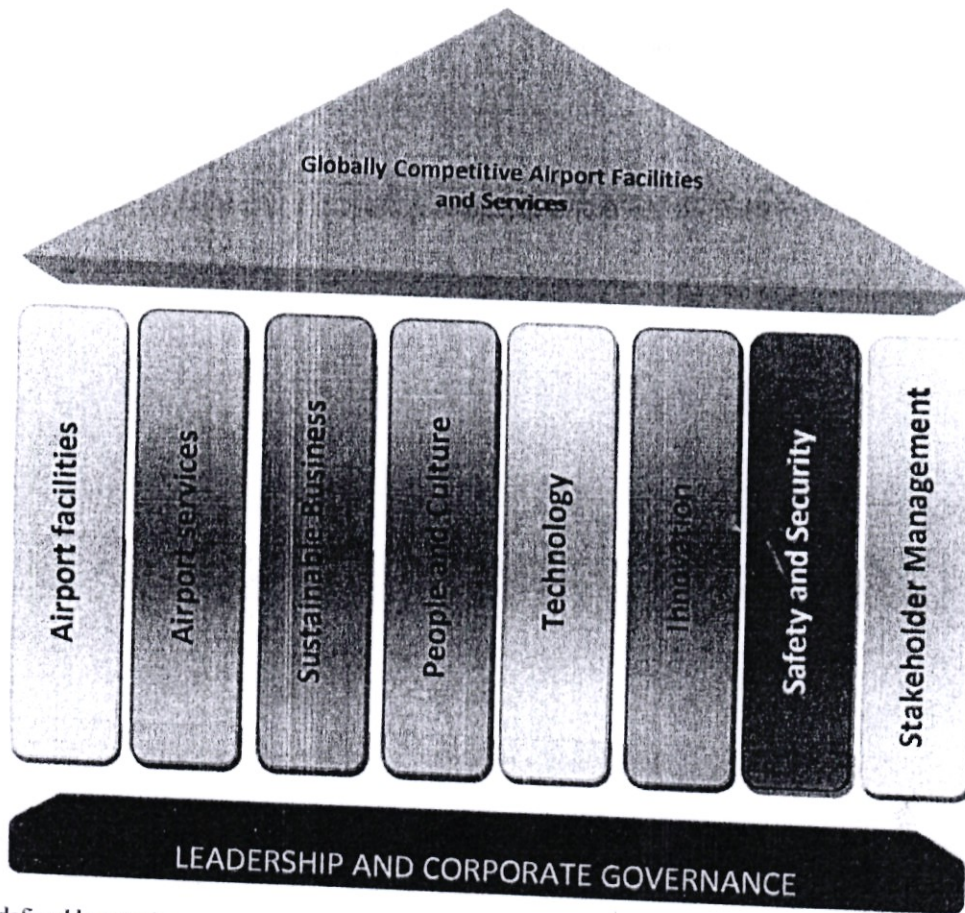 Globally Competitive Airport Facilities
and Services
Airport facilities
Airport services
Sustainable Business
People and Culture
Technology
Innovation
Safety and Security
Stakeholder Management
LEADERSHIP AND CORPORATE GOVERNANCE